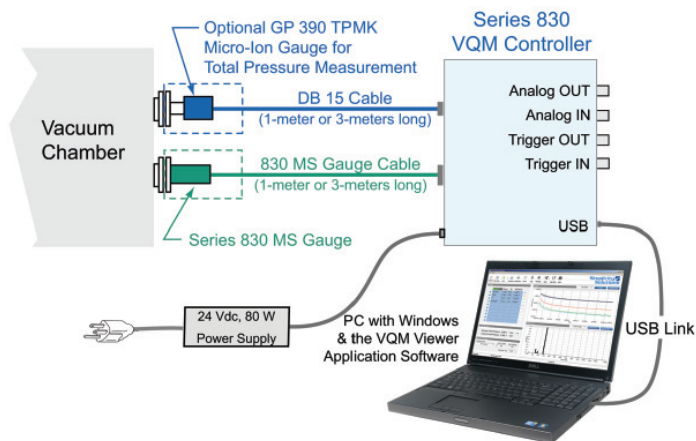 Optional GP 390 TPMK
Micro-Ion Gauge for
Total Pressure Measurement
Series 830
VQM Controller
Vacuum
Chamber
DB 15 Cable
(1-meter or 3-meters long)
830 MS Gauge Cable
(1-meter or 3-meters long)
Series 830 MS Gauge
Analog OUT
Analog IN
Trigger OUT
Trigger IN
USB
24 Vdc, 80 W
Power Supply
PC with Windows
& the VQM Viewer
Application Software
USB Link
DELL